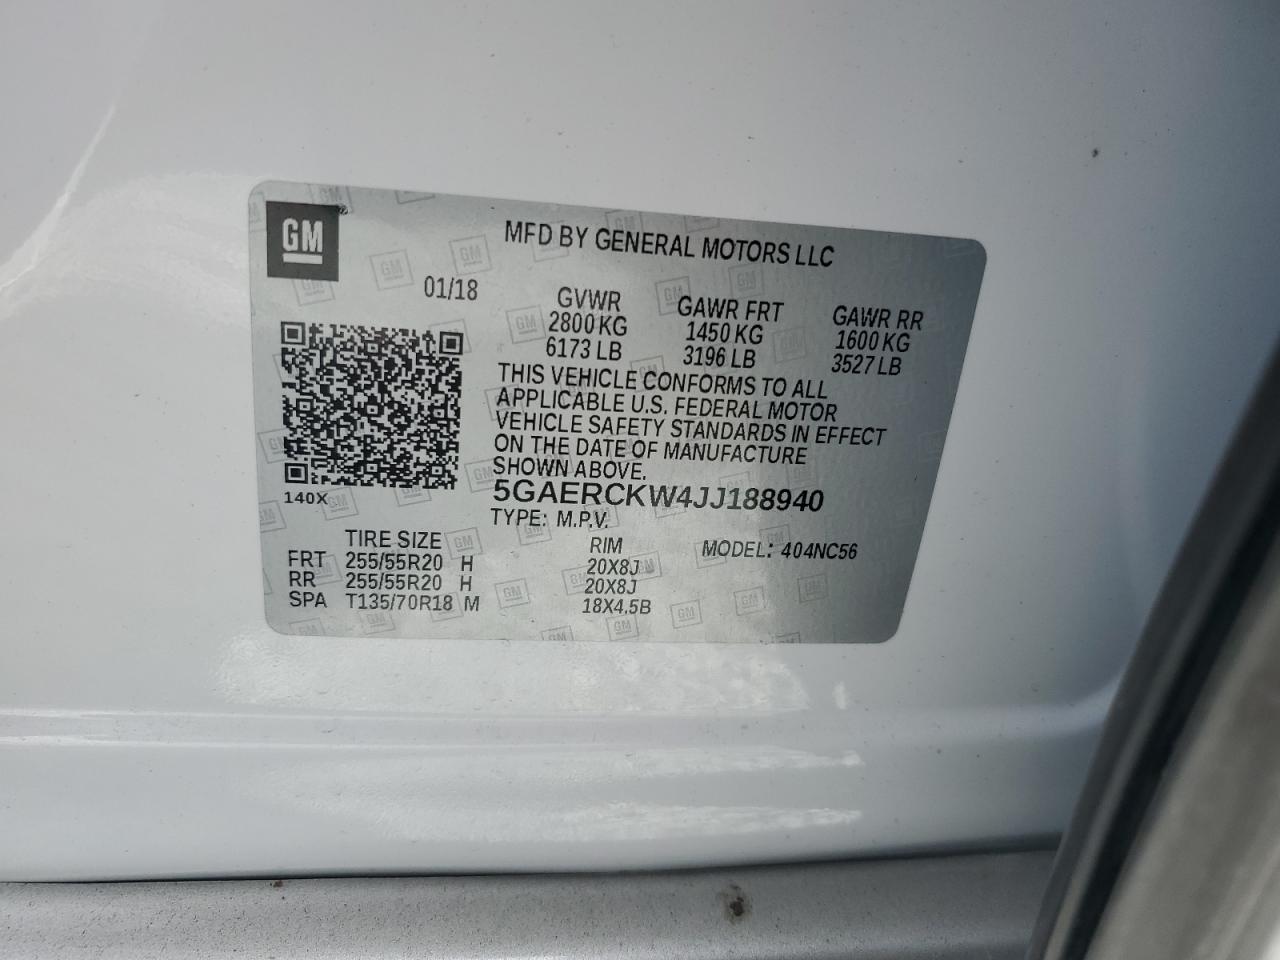 GM
MFD BY GENERAL MOTORS LLC
01/18
GVWR GAWR FRT GAWR RR
2800 KG 1450 KG 1600 KG
6173 LB 3196 LB 3527 LB
THIS VEHICLE CONFORMS TO ALL
APPLICABLE U.S. FEDERAL MOTOR
VEHICLE SAFETY STANDARDS IN EFFECT
ON THE DATE OF MANUFACTURE
SHOWN ABOVE.
140X
5GAERCKW4JJ188940
TYPE: M.P.V.
TIRE SIZE RIM MODEL: 404NC56
FRT 255/55R20 H 20X8J
RR 255/55R20 H 20X8J
SPA T135/70R18 M 18X4.5B